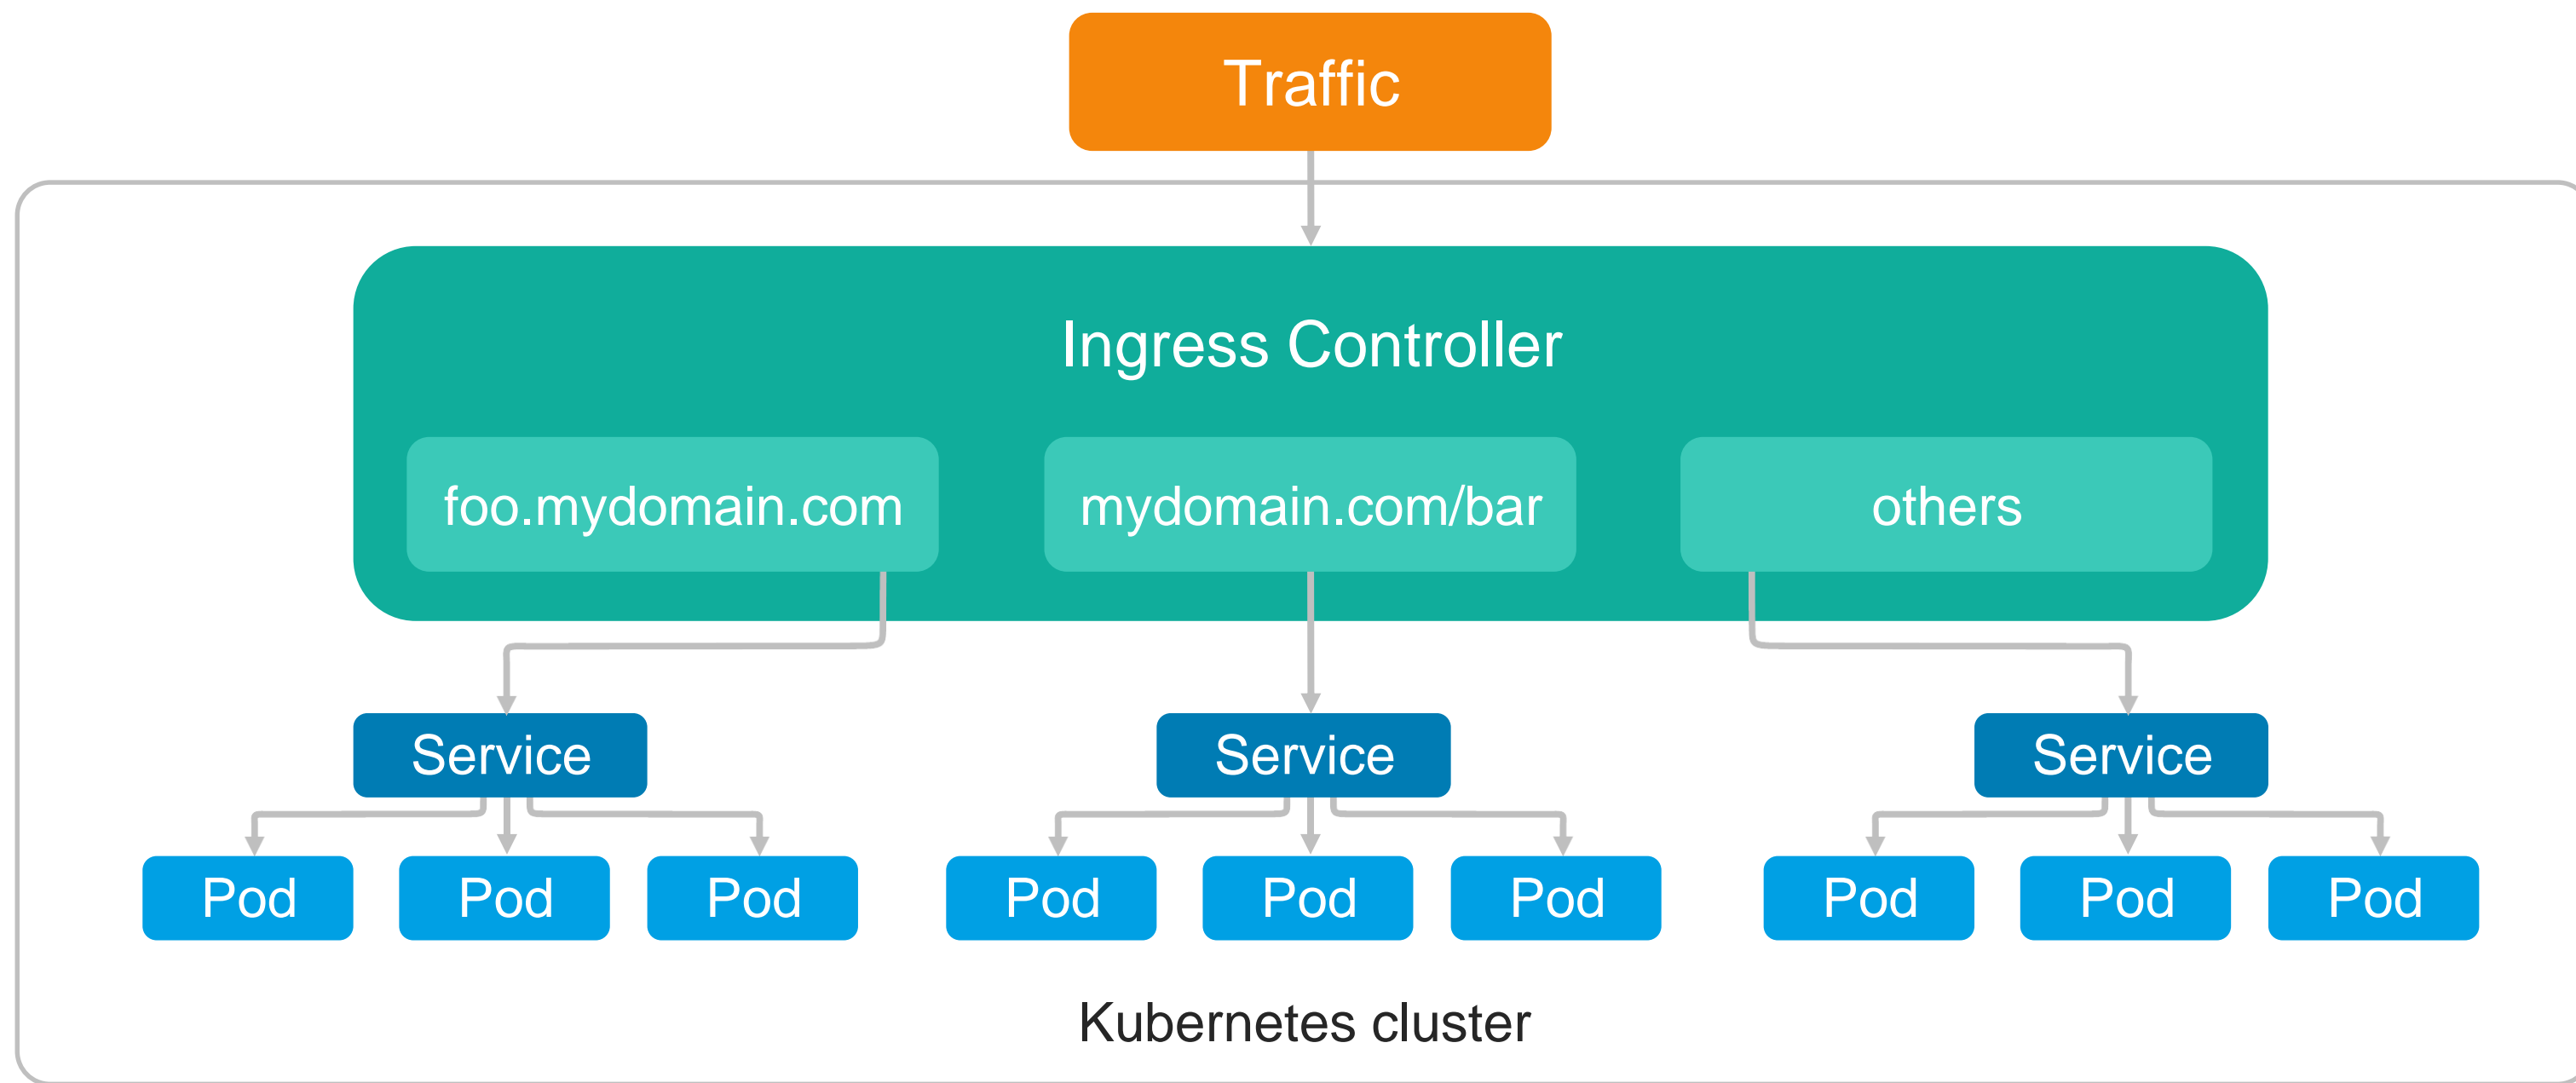 Traffic
Ingress Controller
foo.mydomain.com
mydomain.com/bar
others
Service
Service
Service
Pod
Pod
Pod
Pod
Pod
Pod
Pod
Pod
Pod
Kubernetes cluster